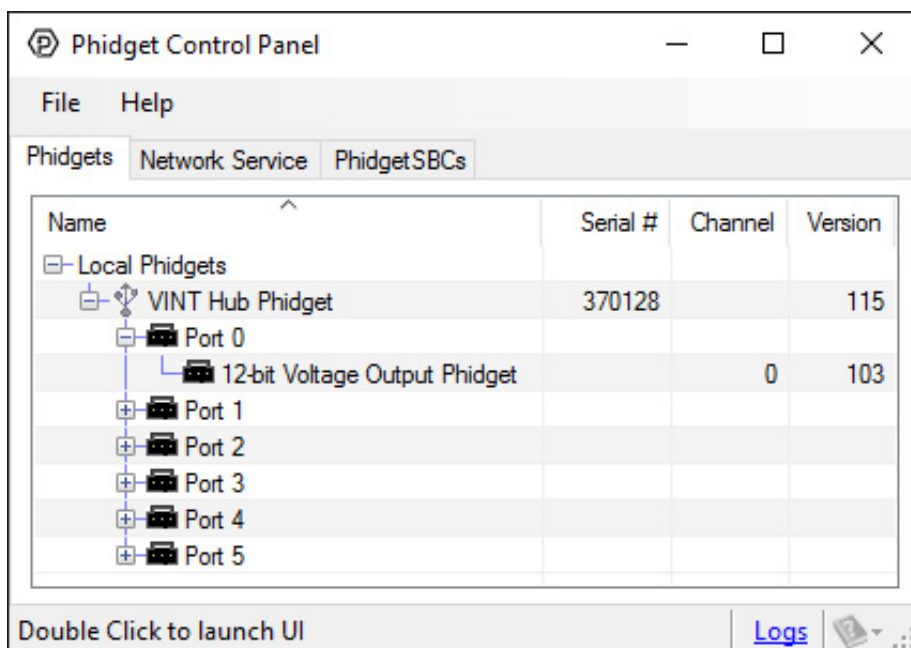 Phidget Control Panel
File Help
Phidgets Network Service PhidgetSBCs
Name Serial # Channel Version
Local Phidgets
VINT Hub Phidget 370128 115
Port 0
12-bit Voltage Output Phidget 0 103
Port 1
Port 2
Port 3
Port 4
Port 5
Double Click to launch UI Logs